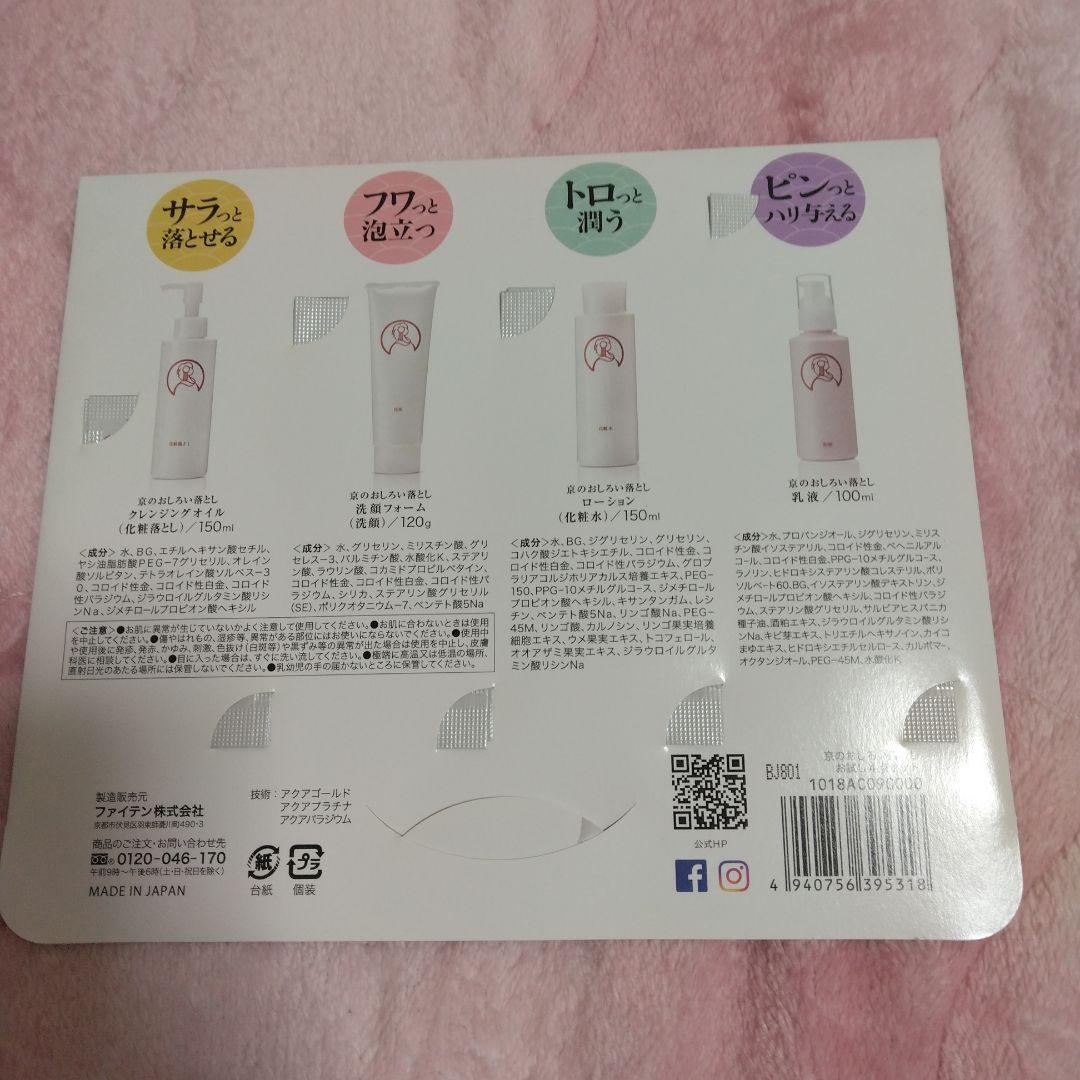 サラっと
落とせる
フワっと
泡立つ
トロっと
潤う
ピンっと
ハリ与える
京のおしろい落とし
クレンジングオイル
(化粧落とし)/150ml
京のおしろい落とし
洗顔フォーム
(洗顔)/120g
京のおしろい落とし
ローション
(化粧水)/150ml
京のおしろい落とし
乳液/100ml
<成分> 水、BG、エチルヘキサン酸セチル、
ヤシ油脂肪酸PEG-7グリセリル、オレイン
酸ソルビタン、テトラオレイン酸ソルベス-3
0、コロイド性金、コロイド性白金、コロイド
性パラジウム、ジラウロイルグルタミン酸リシ
ンNa、ジメチロールプロピオン酸ヘキシル
<成分> 水、グリセリン、ミリスチン酸、グリ
セレス-3、パルミチン酸、水酸化K、ステアリン
酸、ラウリン酸、コカミドプロピルベタイン、
コロイド性金、コロイド性白金、コロイド性パ
ラジウム、シリカ、ステアリン酸グリセリル
(SE)、ポリクオタニウム-7、ペンテト酸5Na
<成分> 水、BG、ジグリセリン、グリセリン、
コハク酸ジエトキシエチル、コロイド性金、コ
ロイド性白金、コロイド性パラジウム、グロブ
ラリアコルジホリアカルス培養エキス、PEG-
150、PPG-10メチルグルコース、ジメチロール
プロピオン酸ヘキシル、キサンタンガム、レシ
チン、ペンテト酸5Na、リンゴ酸Na、PEG-
45M、リンゴ酸、カルノシン、リンゴ果実培養
細胞エキス、ウメ果実エキス、トコフェロール、
オオアザミ果実エキス、ジラウロイルグルタ
ミン酸リシンNa
<成分>水、プロパンジオール、ジグリセリン、ミリス
チン酸イソステアリル、コロイド性金、ベヘニルアル
コール、コロイド性白金、PPG-10メチルグルコース、
ラノリン、ヒドロキシステアリン酸コレステリル、ポリ
ソルベート60、BG、イソステアリン酸デキストリン、ジ
メチロールプロピオン酸ヘキシル、コロイド性パラジウ
ム、ステアリン酸グリセリル、サルビアヒスパニカ
種子油、酒粕エキス、ジラウロイルグルタミン酸リシ
ンNa、キビ芽エキス、トリエチルヘキサノイン、カイコ
まゆエキス、ヒドロキシエチルセルロース、カルボマー、
オクタンジオール、PEG-45M、水酸化K
<ご注意>●お肌に異常が生じていないかよく注意して使用してください。●お肌に合わないときは使用
を中止してください。●傷やはれもの、湿疹等、異常がある部位にはお使いにならないでください。●使用中
や使用後に発疹、発赤、かゆみ、刺激、色抜け(白斑等)や黒ずみ等の異常が出た場合は使用を中止し、皮膚
科医に相談してください。●目に入った場合は、すぐに洗い流してください。●極端に高温又は低温の場所、
直射日光のあたる場所には保管しないでください。●乳幼児の手の届かないところに保管してください。
製造販売元
ファイテン株式会社
京都市伏見区羽束師菱川町490-3
商品のご注文・お問い合わせ先
0120-046-170
午前9時〜午後6時(土・日・祝日を除く)
MADE IN JAPAN
技術:アクアゴールド
アクアプラチナ
アクアパラジウム
紙
台紙
プラ
個装
公式HP
BJ801
1018AC090000
4 940756 395318